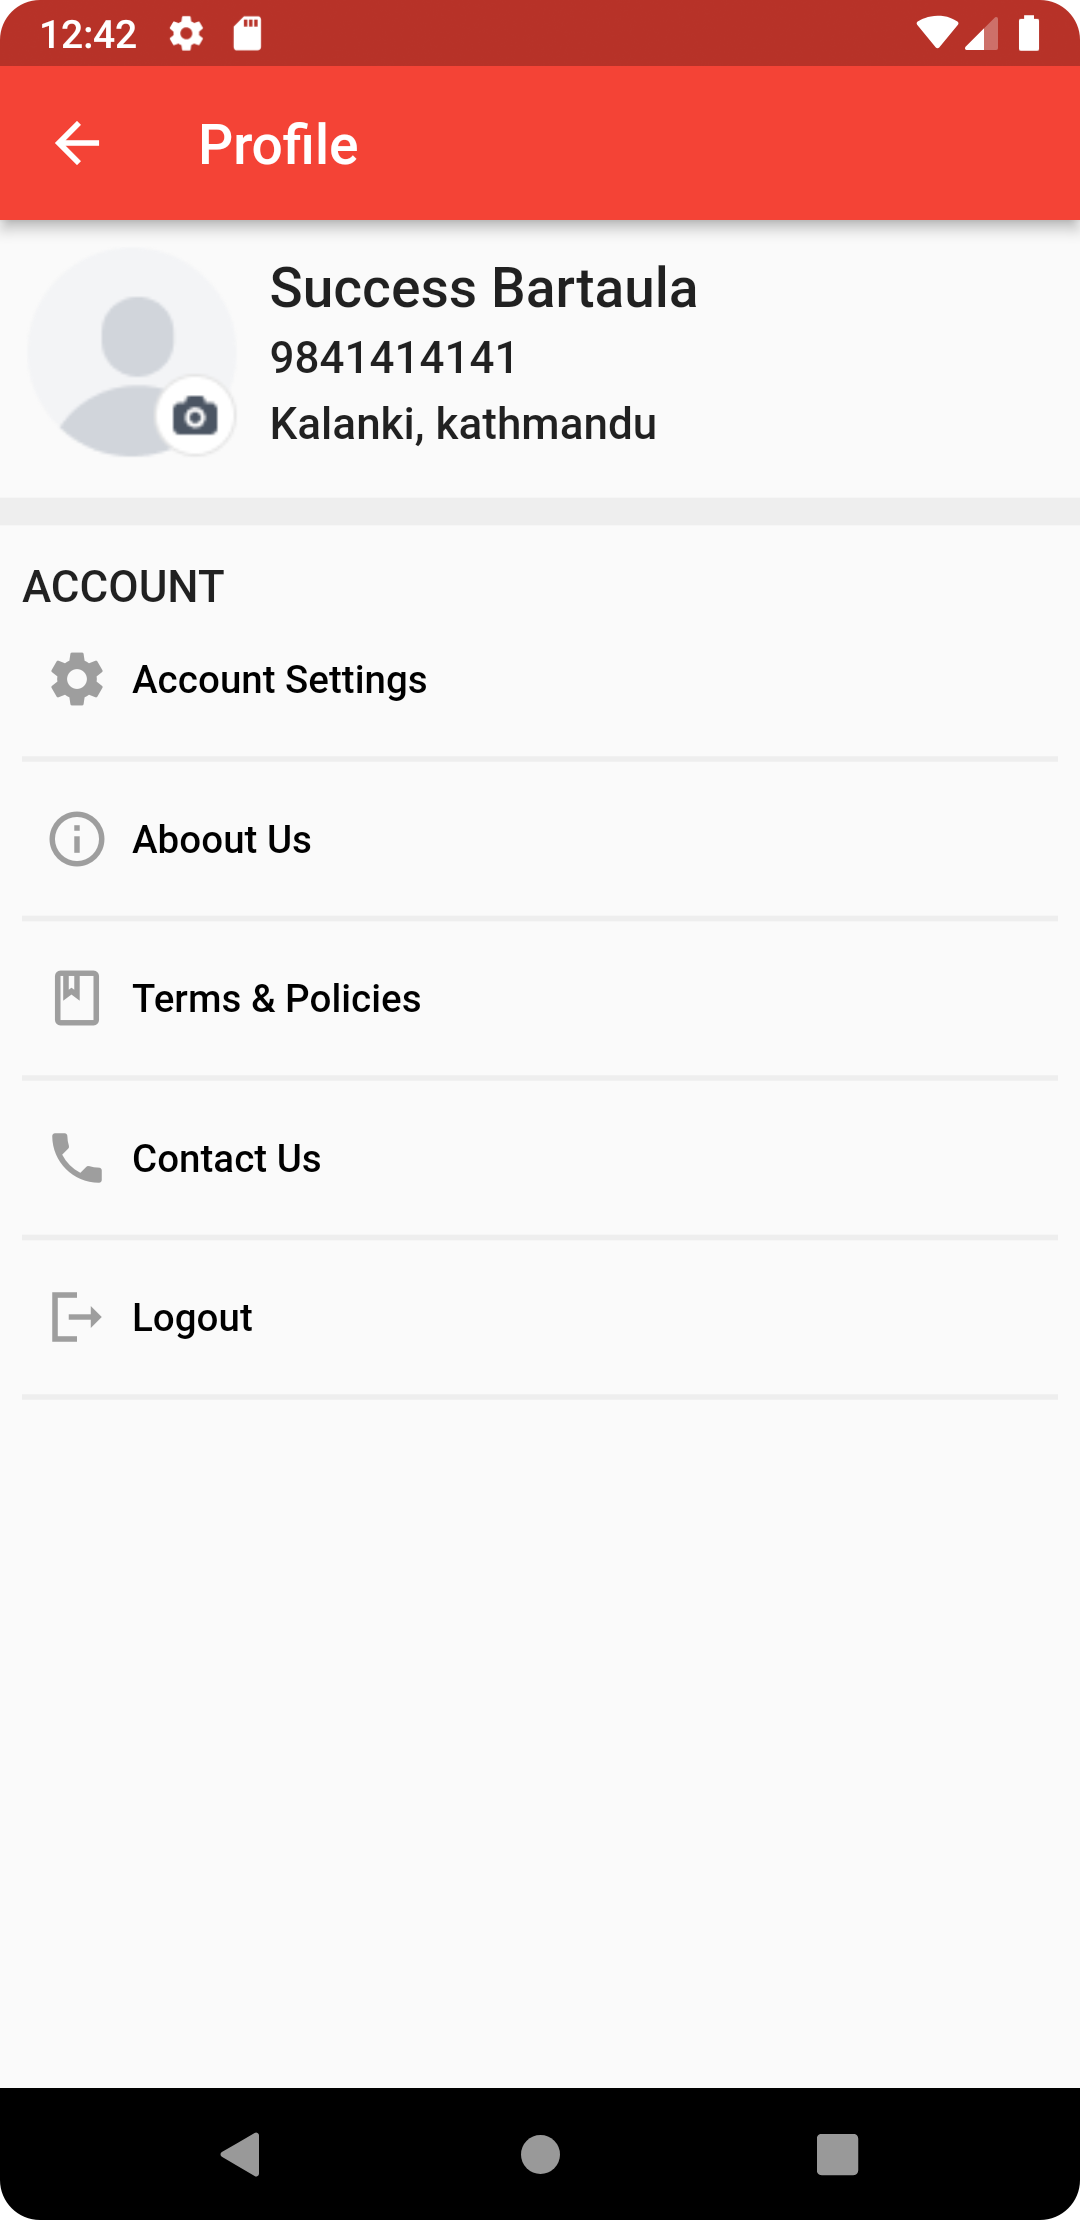 12:42
Profile
Success Bartaula
9841414141
Kalanki, kathmandu
ACCOUNT
Account Settings
Aboout Us
Terms & Policies
Contact Us
Logout